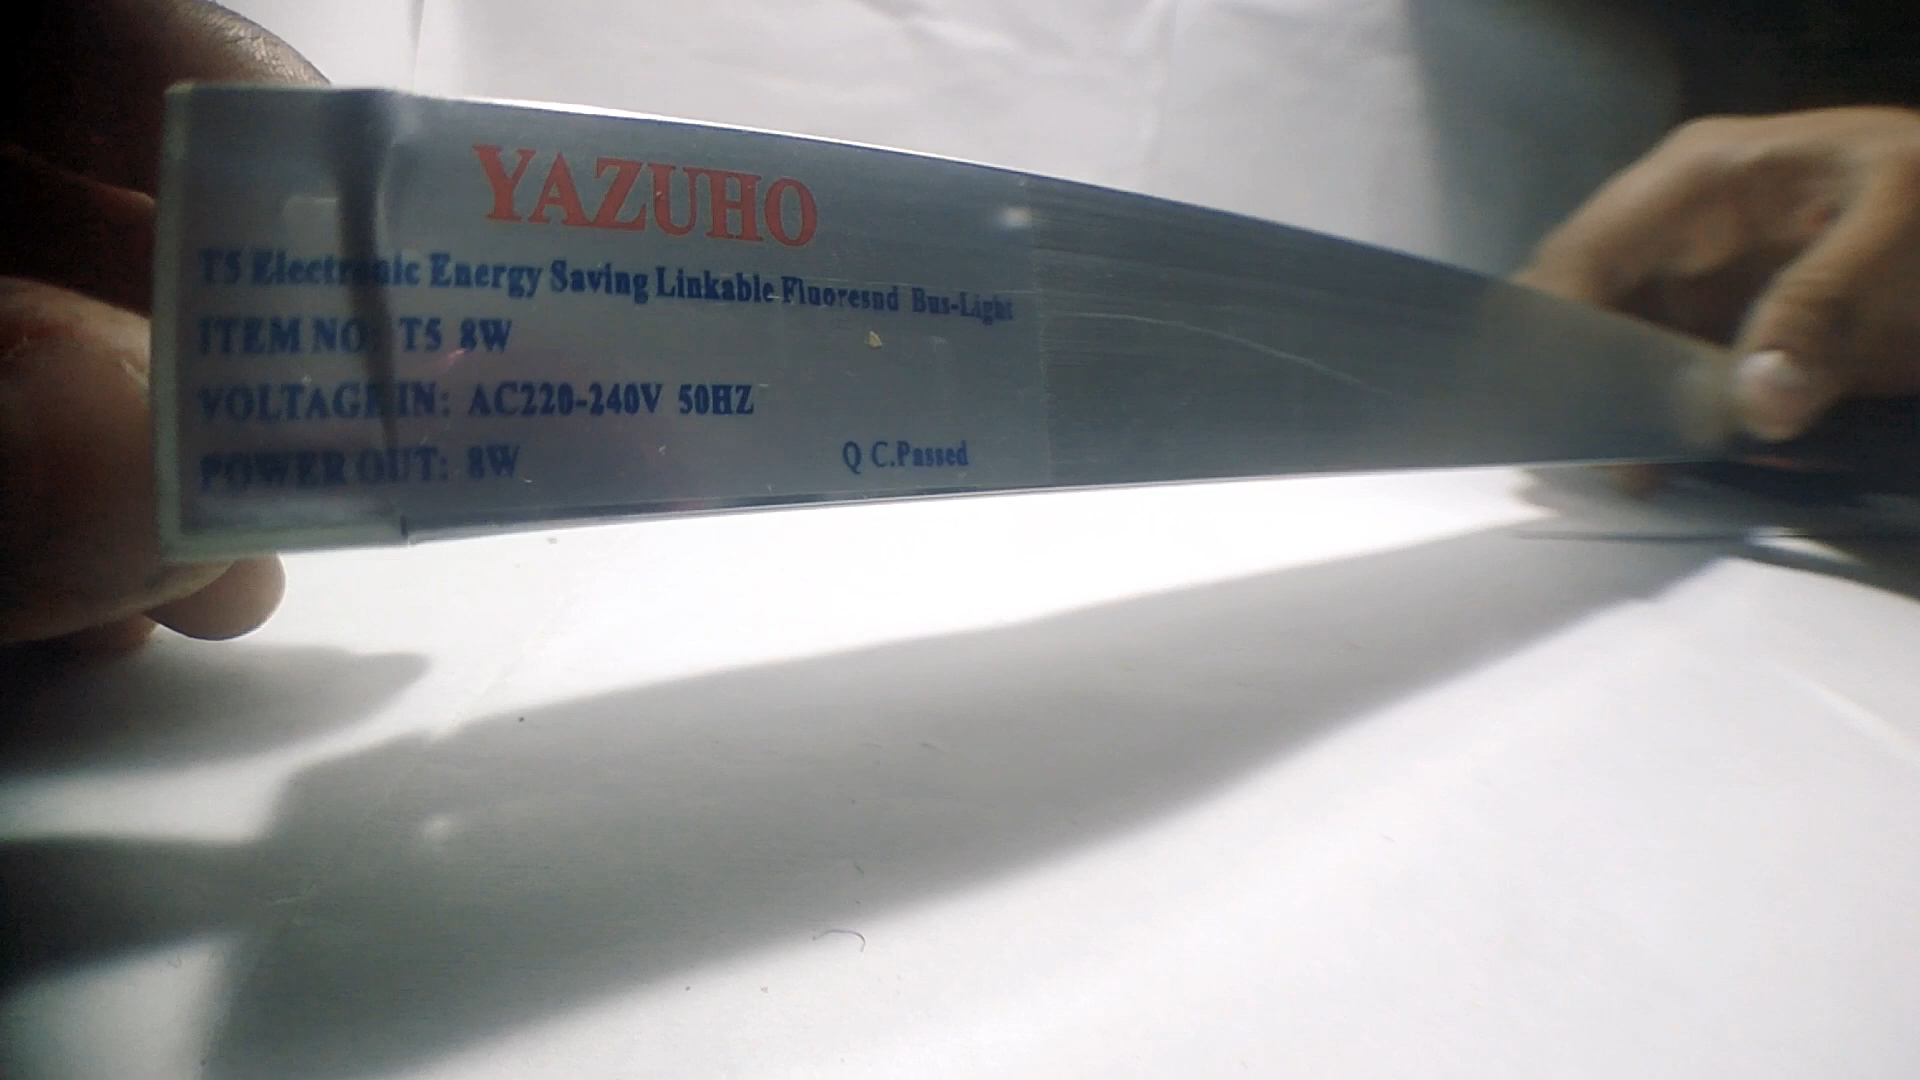 YAZUHO
T5 Electronic Energy Saving Linkable Fluoresnd Bus-Light
ITEM NO: T5 8W
VOLTAGE IN: AC220-240V 50HZ
POWER OUT: 8W Q C.Passed